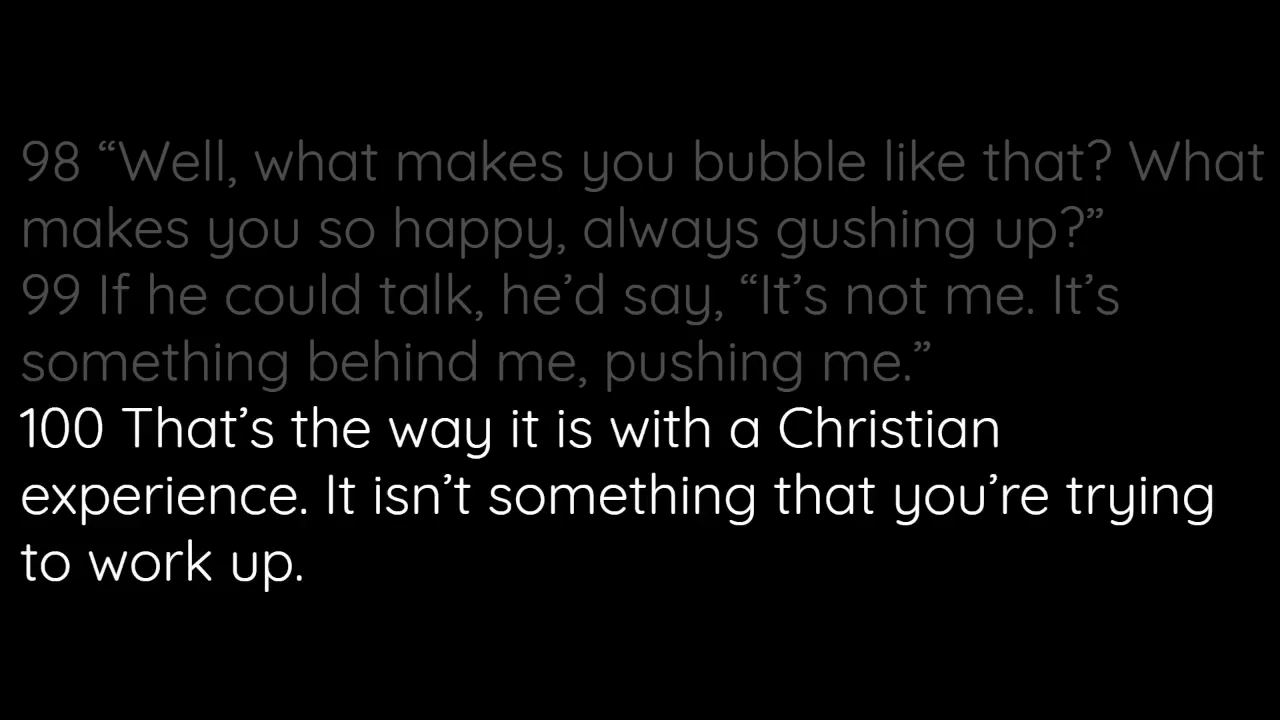 98 “Well, what makes you bubble like that? What
makes you so happy, always gushing up?”
99 If he could talk, he’d say, “It’s not me. It’s
something behind me, pushing me.”
100 That’s the way it is with a Christian
experience. It isn’t something that you’re trying
to work up.